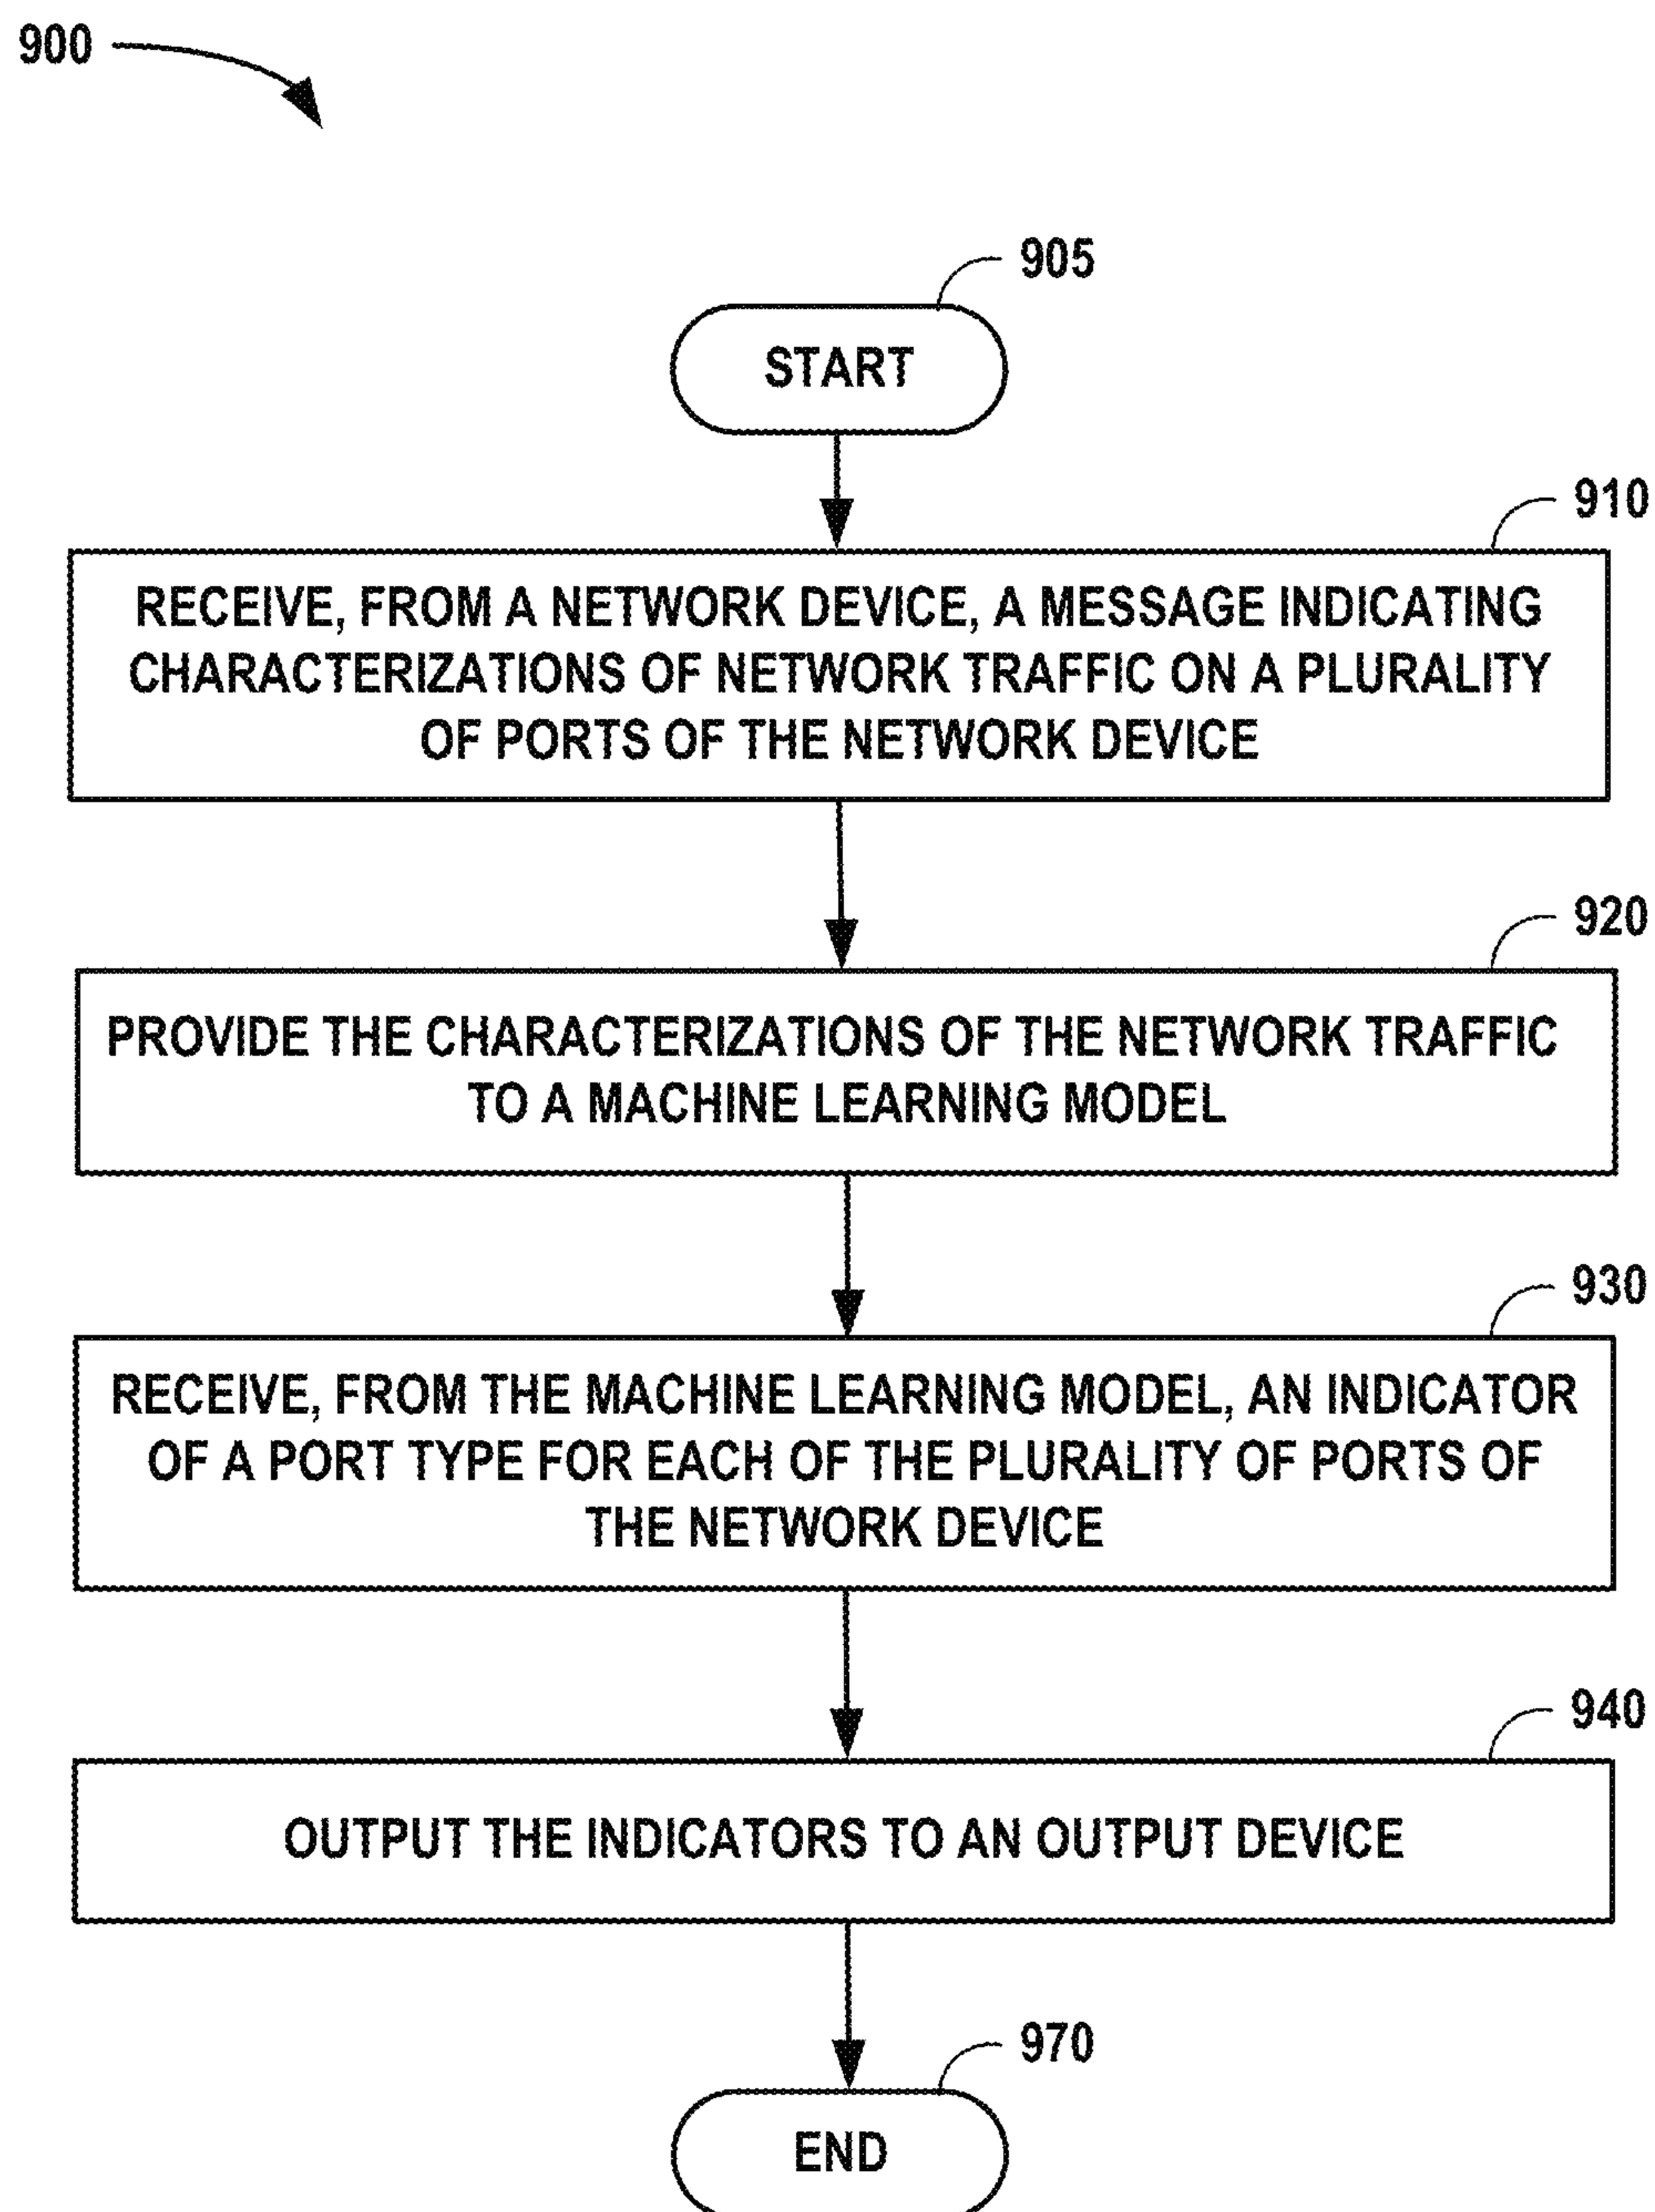 900
905
START
910
RECEIVE, FROM A NETWORK DEVICE, A MESSAGE INDICATING
CHARACTERIZATIONS OF NETWORK TRAFFIC ON A PLURALITY
OF PORTS OF THE NETWORK DEVICE
920
PROVIDE THE CHARACTERIZATIONS OF THE NETWORK TRAFFIC
TO A MACHINE LEARNING MODEL
930
RECEIVE, FROM THE MACHINE LEARNING MODEL, AN INDICATOR
OF A PORT TYPE FOR EACH OF THE PLURALITY OF PORTS OF
THE NETWORK DEVICE
940
OUTPUT THE INDICATORS TO AN OUTPUT DEVICE
970
END